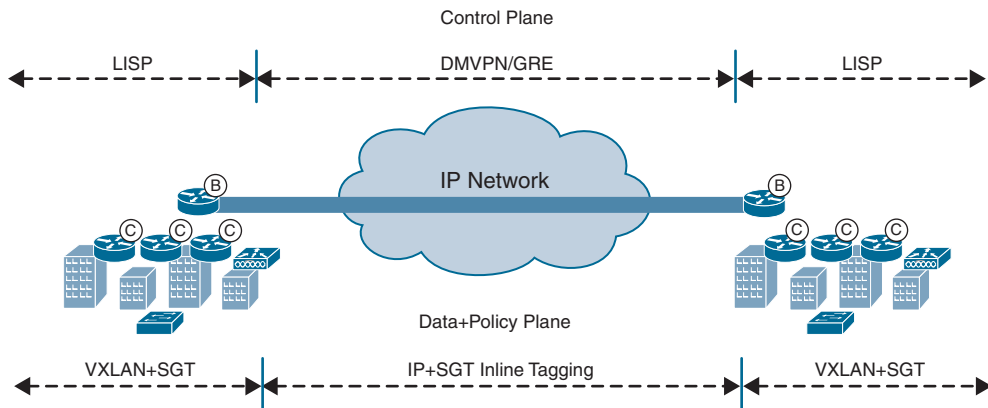 Control Plane
LISP
DMVPN/GRE
LISP
IP Network
B
B
C
C
C
C
C
C
Data+Policy Plane
VXLAN+SGT
IP+SGT Inline Tagging
VXLAN+SGT